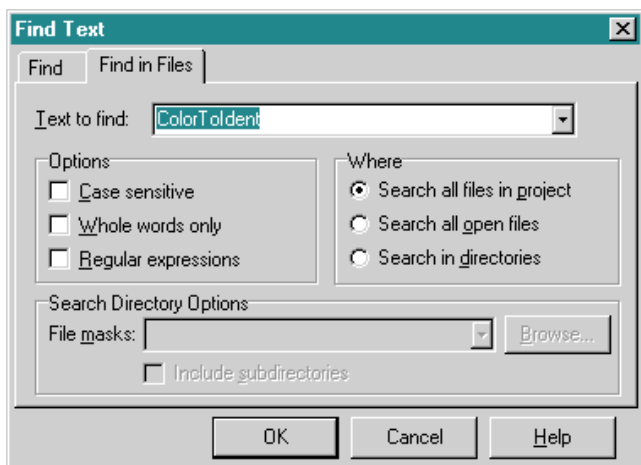 Find Text
Find
Find in Files
Text to find: ColorToIdent
Options
Case sensitive
Whole words only
Regular expressions
Where
Search all files in project
Search all open files
Search in directories
Search Directory Options
File masks:
Browse...
Include subdirectories
OK
Cancel
Help